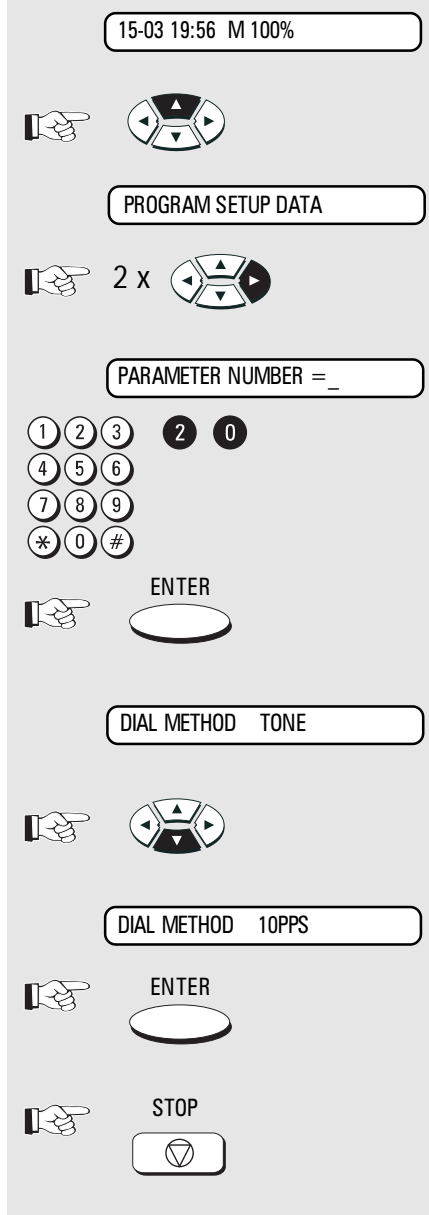 15-03 19:56 M 100%
PROGRAM SETUP DATA
2 x
PARAMETER NUMBER =_
1 2 3 2 0
4 5 6
7 8 9
* 0 #
ENTER
DIAL METHOD TONE
DIAL METHOD 10PPS
ENTER
STOP